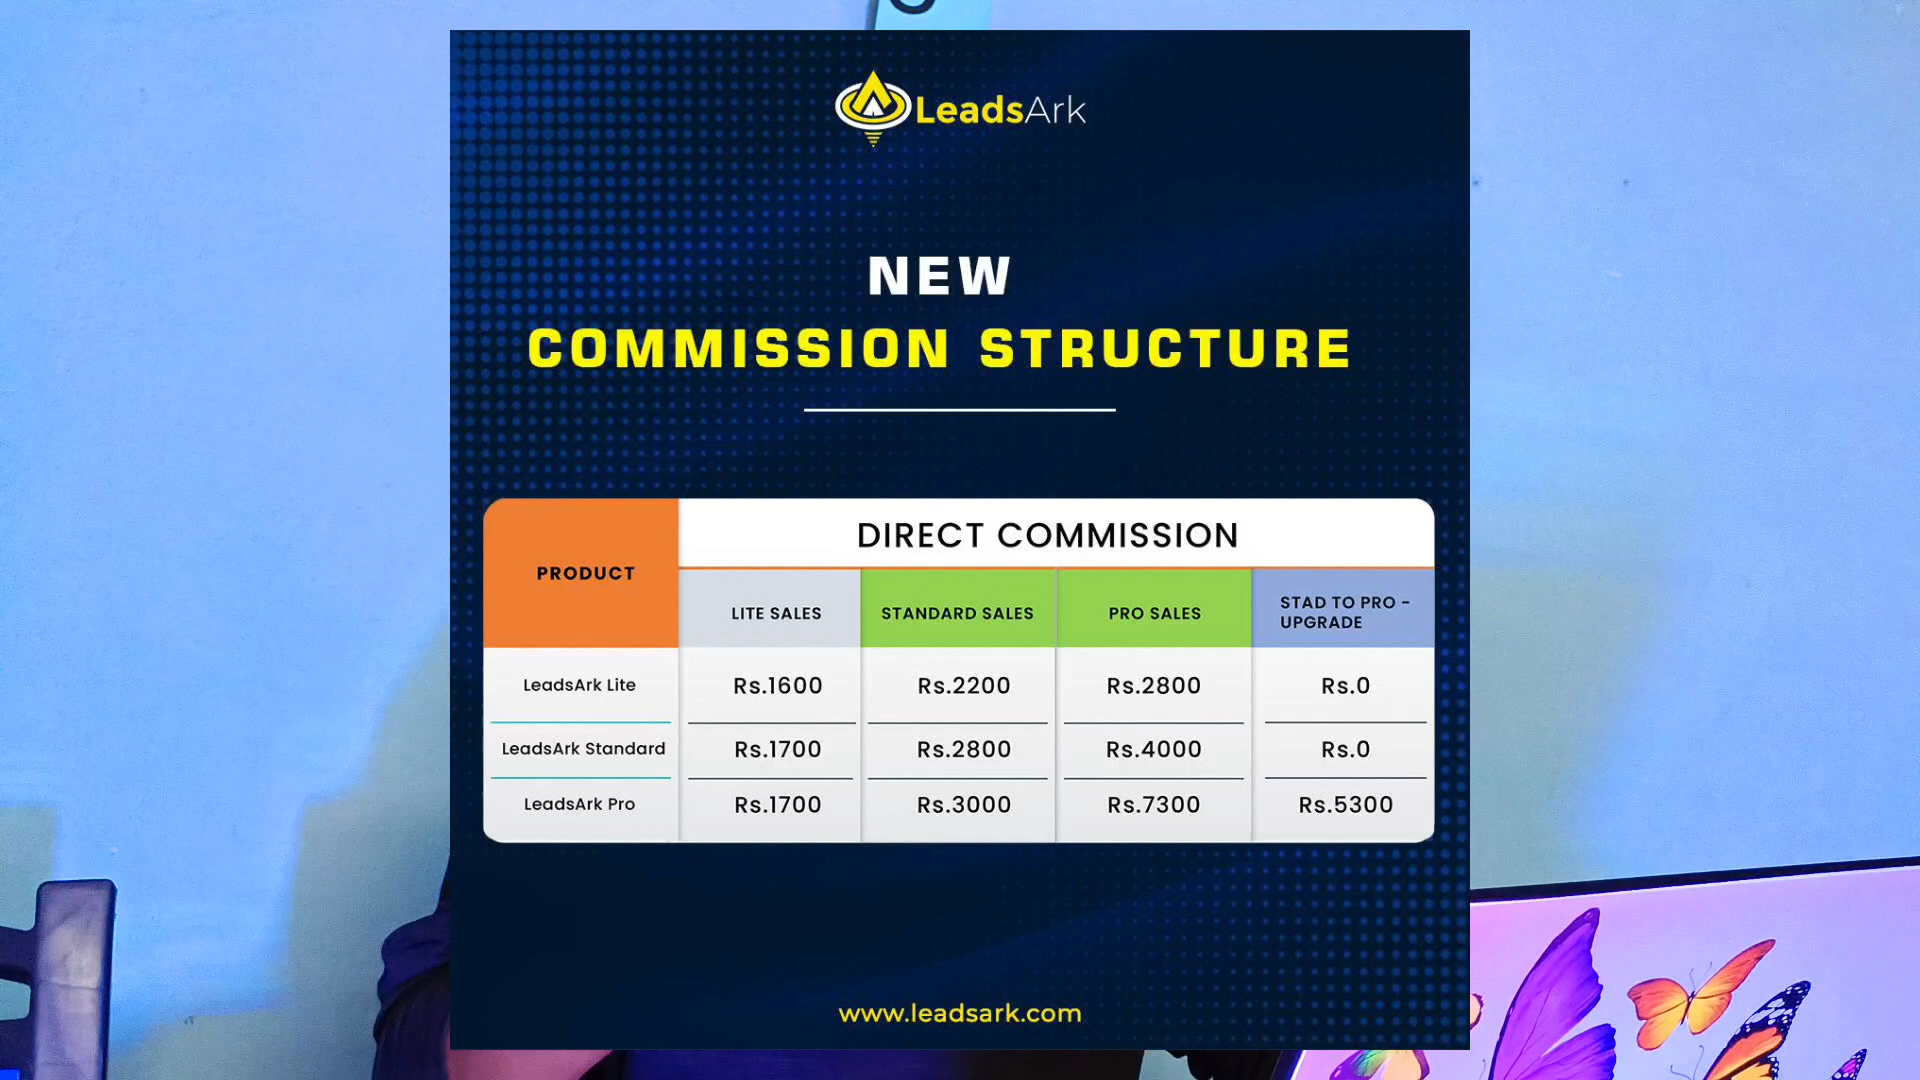 LeadsArk
NEW
COMMISSION STRUCTURE
PRODUCT
DIRECT COMMISSION
LITE SALES
STANDARD SALES
PRO SALES
STAD TO PRO -
UPGRADE
LeadsArk Lite Rs.1600 Rs.2200 Rs.2800 Rs.0
LeadsArk Standard Rs.1700 Rs.2800 Rs.4000 Rs.0
LeadsArk Pro Rs.1700 Rs.3000 Rs.7300 Rs.5300
www.leadsark.com